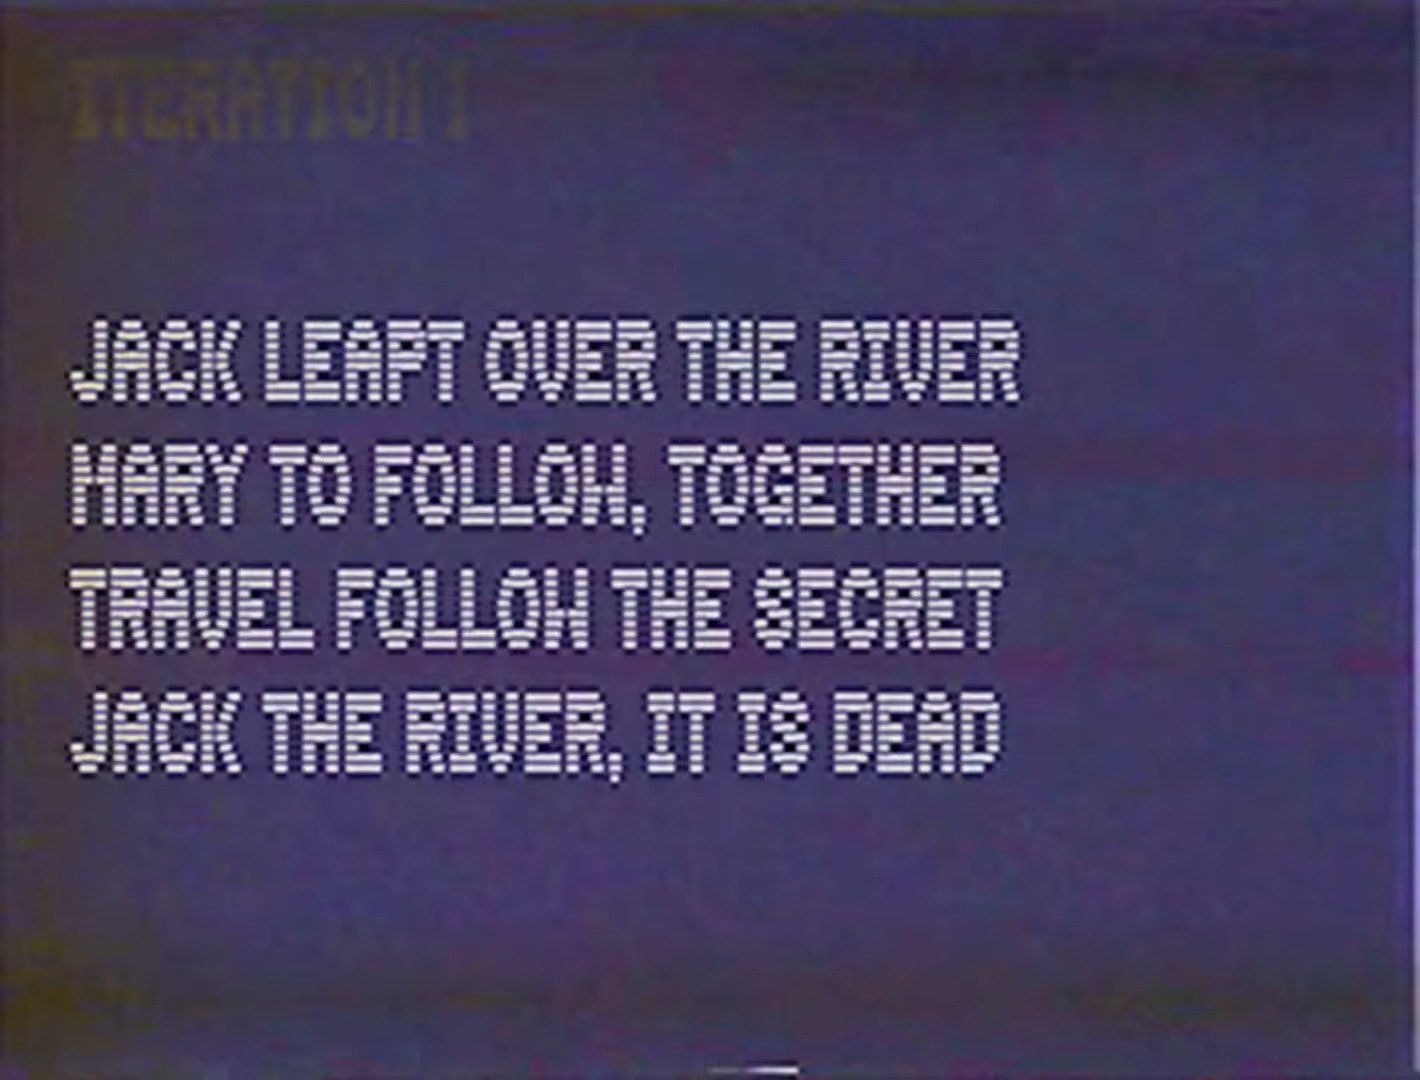 ITERATION 1
JACK LEAPT OVER THE RIVER
MARY TO FOLLOW, TOGETHER
TRAVEL FOLLOW THE SECRET
JACK THE RIVER, IT IS DEAD